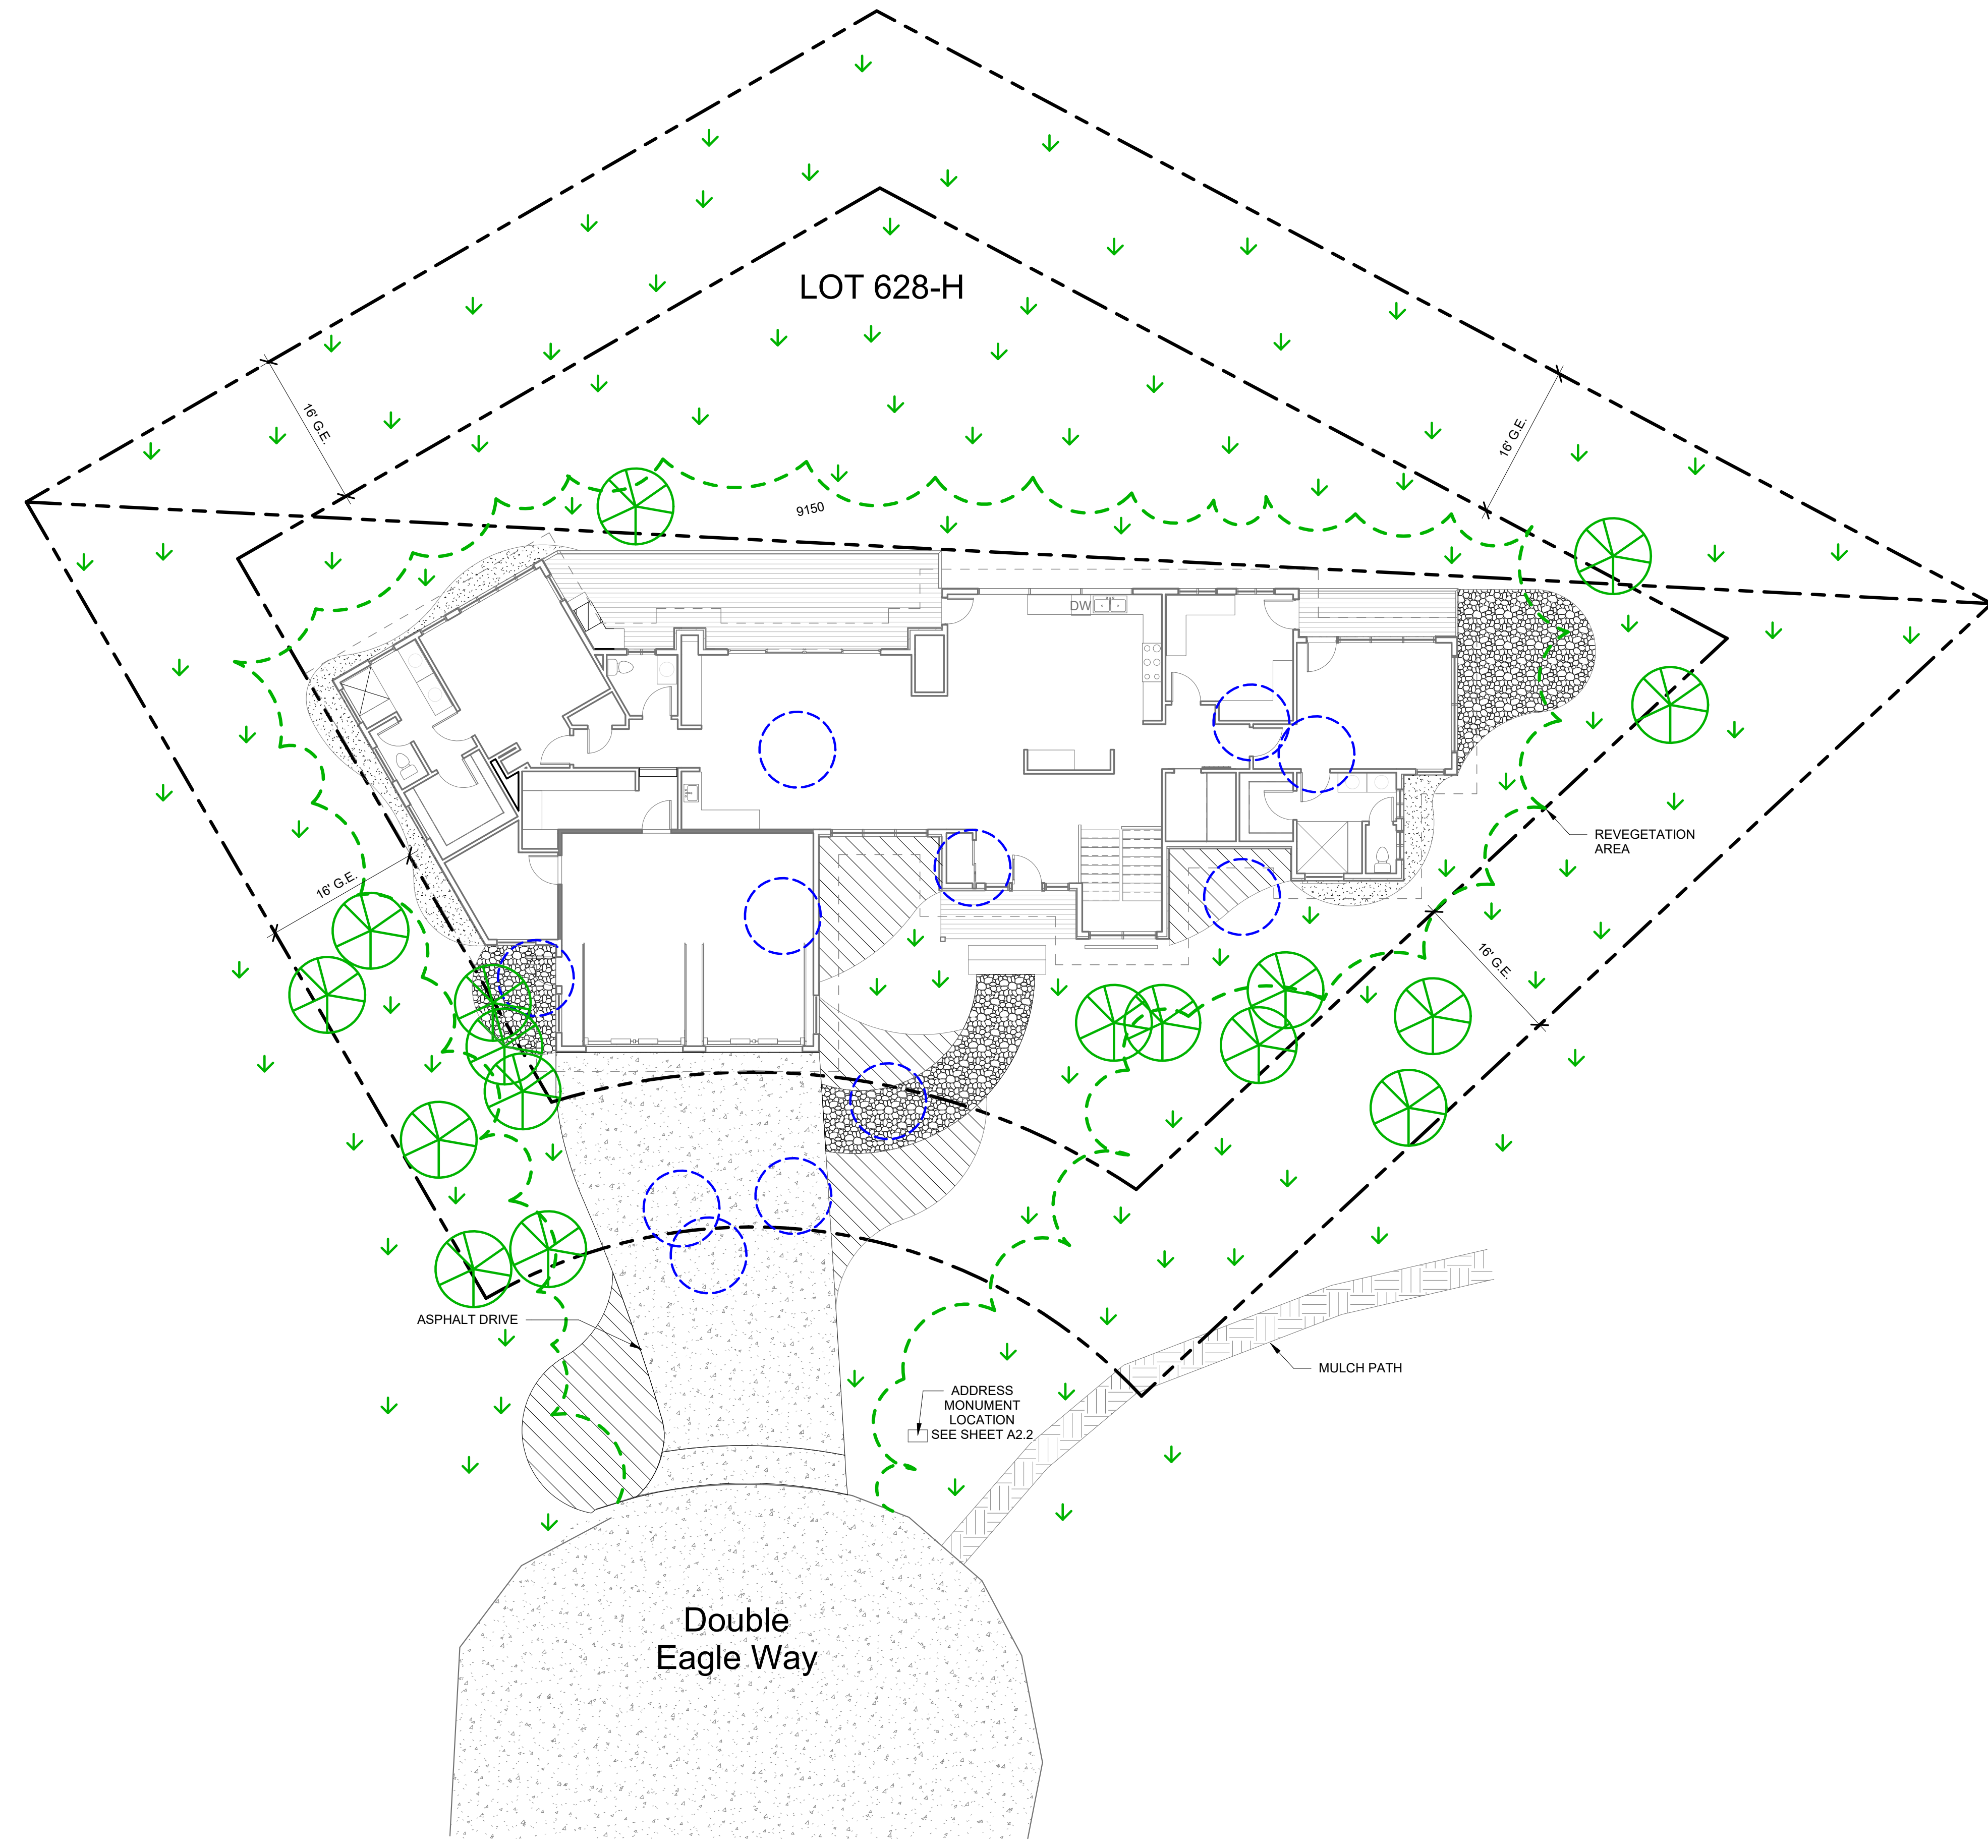 LOT 628-H
16' G.E.
16' G.E.
9150
DW
REVEGETATION
AREA
16' G.E.
16' G.E.
ASPHALT DRIVE
MULCH PATH
ADDRESS
MONUMENT
LOCATION
SEE SHEET A2.2
Double
Eagle Way